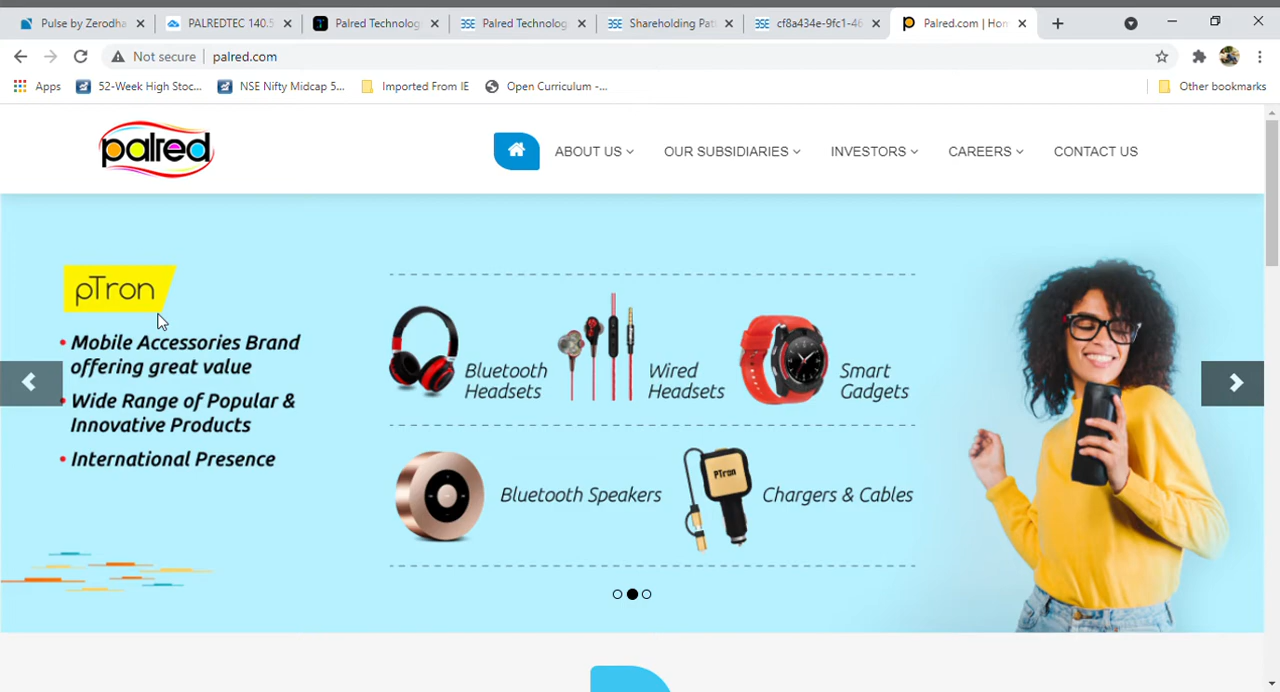 Pulse by Zerodha
PALREDTEC 140.5
Palred Technolog
Palred Technolog
Shareholding Pat
cf8a434e-9fc1-46
Palred.com | Hon
Not secure
palred.com
Apps
52-Week High Stoc...
NSE Nifty Midcap 5...
Imported From IE
Open Curriculum -...
Other bookmarks
palred
ABOUT US
OUR SUBSIDIARIES
INVESTORS
CAREERS
CONTACT US
pTron
• Mobile Accessories Brand
offering great value
• Wide Range of Popular &
Innovative Products
• International Presence
Bluetooth
Headsets
Wired
Headsets
Smart
Gadgets
Bluetooth Speakers
PTron
Chargers & Cables